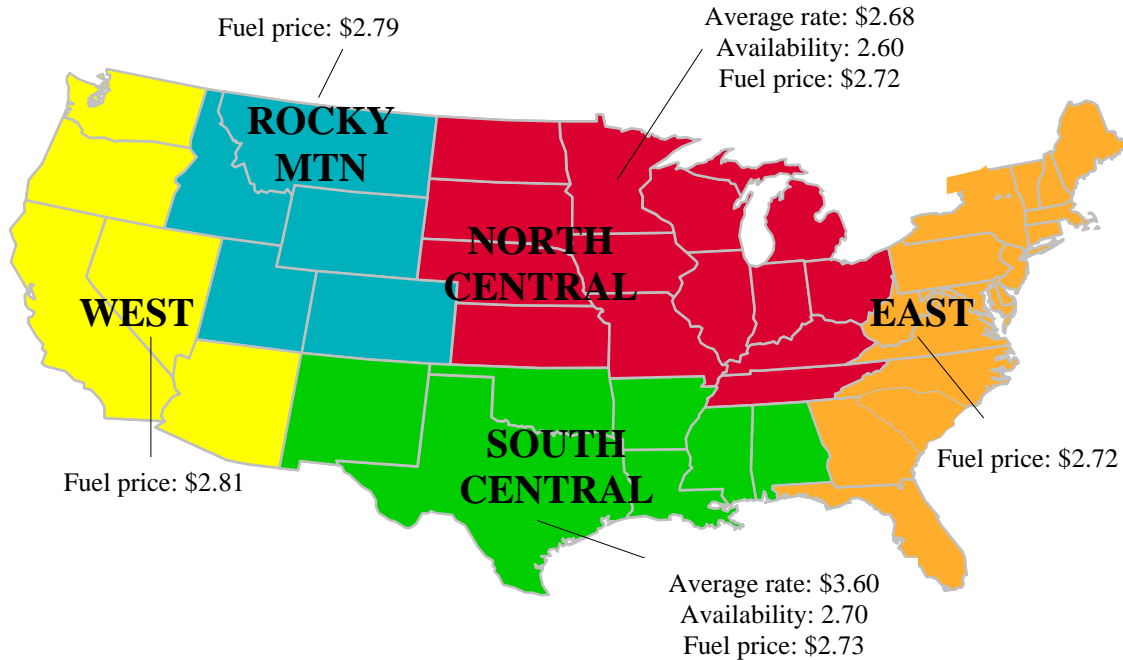 Average rate: $2.68
Fuel price: $2.79
Availability: 2.60
Fuel price: $2.72
ROCKY
MTN
NORTH
CENTRAL
WEST
EAST
SOUTH
CENTRAL
Fuel price: $2.72
Fuel price: $2.81
Average rate: $3.60
Availability: 2.70
Fuel price: $2.73